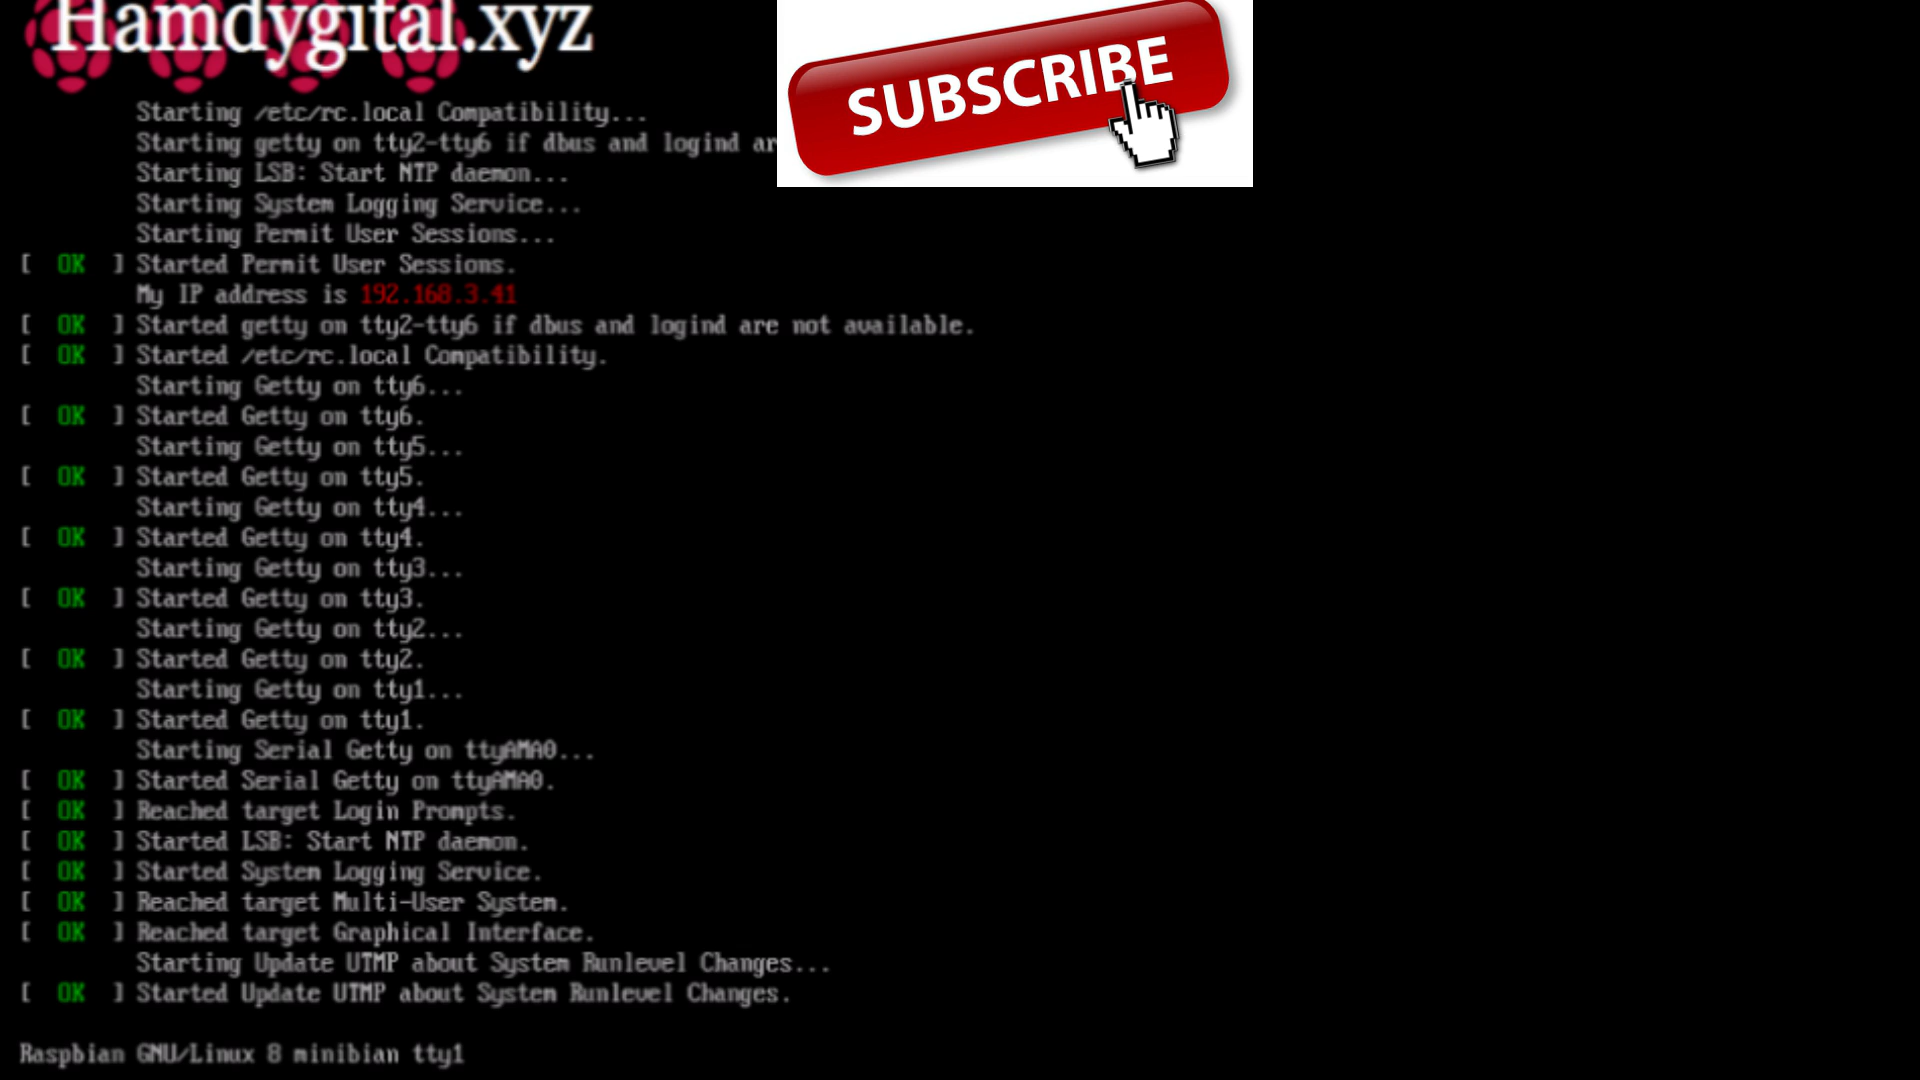 Hamdygital.xyz
SUBSCRIBE
Starting /etc/rc.local Compatibility...
Starting getty on tty2-tty6 if dbus and logind ar
Starting LSB: Start NTP daemon...
Starting System Logging Service...
Starting Permit User Sessions...
[  OK  ] Started Permit User Sessions.
My IP address is 192.168.3.41
[  OK  ] Started getty on tty2-tty6 if dbus and logind are not available.
[  OK  ] Started /etc/rc.local Compatibility.
Starting Getty on tty6...
[  OK  ] Started Getty on tty6.
Starting Getty on tty5...
[  OK  ] Started Getty on tty5.
Starting Getty on tty4...
[  OK  ] Started Getty on tty4.
Starting Getty on tty3...
[  OK  ] Started Getty on tty3.
Starting Getty on tty2...
[  OK  ] Started Getty on tty2.
Starting Getty on tty1...
[  OK  ] Started Getty on tty1.
Starting Serial Getty on ttyAMA0...
[  OK  ] Started Serial Getty on ttyAMA0.
[  OK  ] Reached target Login Prompts.
[  OK  ] Started LSB: Start NTP daemon.
[  OK  ] Started System Logging Service.
[  OK  ] Reached target Multi-User System.
[  OK  ] Reached target Graphical Interface.
Starting Update UTMP about System Runlevel Changes...
[  OK  ] Started Update UTMP about System Runlevel Changes.
Raspbian GNU/Linux 8 minibian tty1